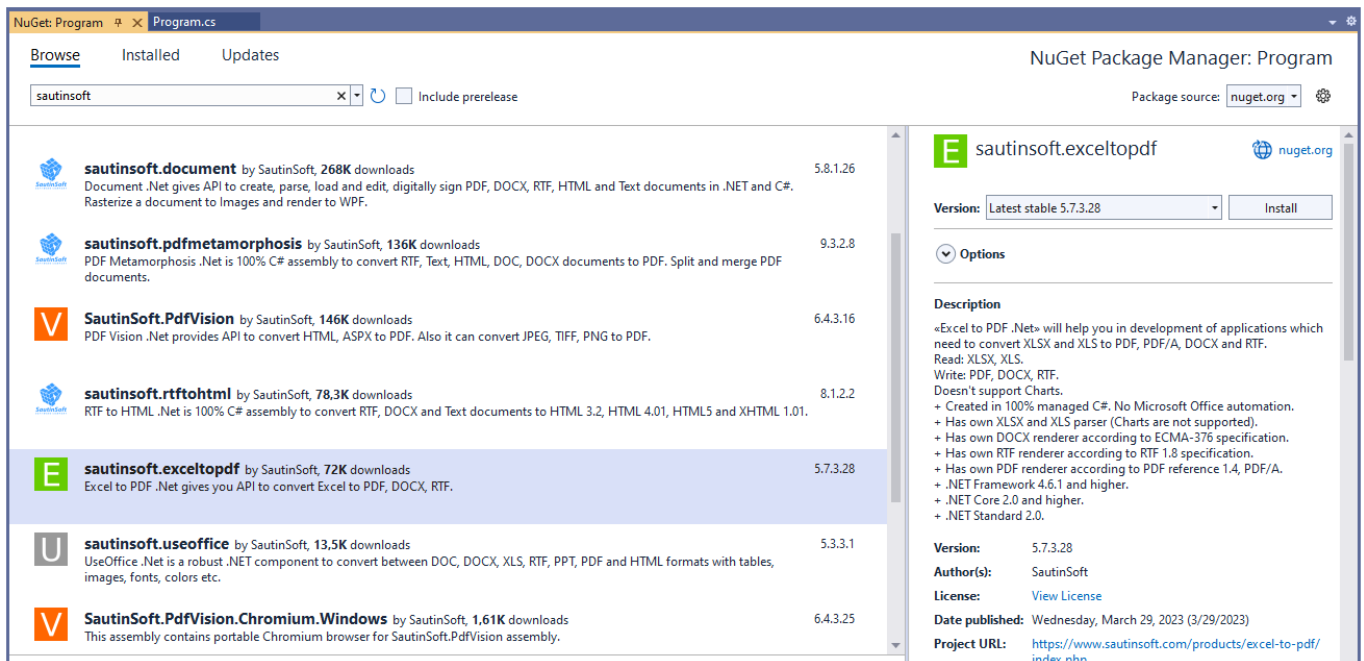 NuGet: Program
Program.cs
Browse Installed Updates
NuGet Package Manager: Program
sautinsoft
Include prerelease
Package source: nuget.org
SautinSoft
sautinsoft.document by SautinSoft, 268K downloads
5.8.1.26
Document .Net gives API to create, parse, load and edit, digitally sign PDF, DOCX, RTF, HTML and Text documents in .NET and C#.
Rasterize a document to Images and render to WPF.
SautinSoft
sautinsoft.pdfmetamorphosis by SautinSoft, 136K downloads
9.3.2.8
PDF Metamorphosis .Net is 100% C# assembly to convert RTF, Text, HTML, DOC, DOCX documents to PDF. Split and merge PDF
documents.
V
SautinSoft.PdfVision by SautinSoft, 146K downloads
6.4.3.16
PDF Vision .Net provides API to convert HTML, ASPX to PDF. Also it can convert JPEG, TIFF, PNG to PDF.
SautinSoft
sautinsoft.rtftohtml by SautinSoft, 78,3K downloads
8.1.2.2
RTF to HTML .Net is 100% C# assembly to convert RTF, DOCX and Text documents to HTML 3.2, HTML 4.01, HTML5 and XHTML 1.01.
E
sautinsoft.exceltopdf by SautinSoft, 72K downloads
5.7.3.28
Excel to PDF .Net gives you API to convert Excel to PDF, DOCX, RTF.
U
sautinsoft.useoffice by SautinSoft, 13,5K downloads
5.3.3.1
UseOffice .Net is a robust .NET component to convert between DOC, DOCX, XLS, RTF, PPT, PDF and HTML formats with tables,
images, fonts, colors etc.
V
SautinSoft.PdfVision.Chromium.Windows by SautinSoft, 1,61K downloads
6.4.3.25
This assembly contains portable Chromium browser for SautinSoft.PdfVision assembly.
E
sautinsoft.exceltopdf
nuget.org
Version: Latest stable 5.7.3.28
Install
Options
Description
«Excel to PDF .Net» will help you in development of applications which
need to convert XLSX and XLS to PDF, PDF/A, DOCX and RTF.
Read: XLSX, XLS.
Write: PDF, DOCX, RTF.
Doesn't support Charts.
+ Created in 100% managed C#. No Microsoft Office automation.
+ Has own XLSX and XLS parser (Charts are not supported).
+ Has own DOCX renderer according to ECMA-376 specification.
+ Has own RTF renderer according to RTF 1.8 specification.
+ Has own PDF renderer according to PDF reference 1.4, PDF/A.
+ .NET Framework 4.6.1 and higher.
+ .NET Core 2.0 and higher.
+ .NET Standard 2.0.
Version: 5.7.3.28
Author(s): SautinSoft
License: View License
Date published: Wednesday, March 29, 2023 (3/29/2023)
Project URL: https://www.sautinsoft.com/products/excel-to-pdf/
index.php